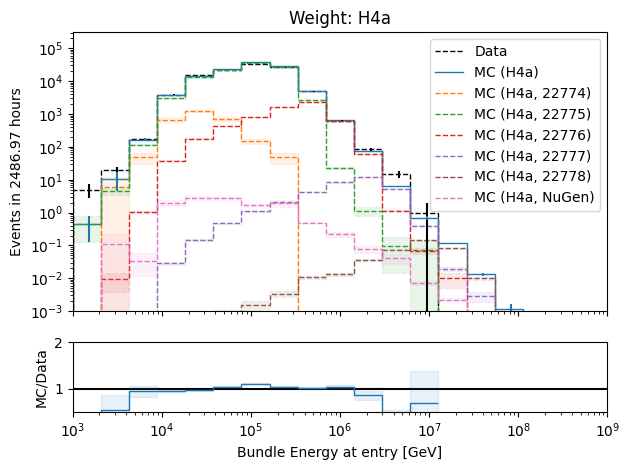 Weight: H4a
Events in 2486.97 hours
10^5
10^4
10^3
10^2
10^1
10^0
10^-1
10^-2
10^-3
Data
MC (H4a)
MC (H4a, 22774)
MC (H4a, 22775)
MC (H4a, 22776)
MC (H4a, 22777)
MC (H4a, 22778)
MC (H4a, NuGen)
MC/Data
2
1
10^3
10^4
10^5
10^6
10^7
10^8
10^9
Bundle Energy at entry [GeV]